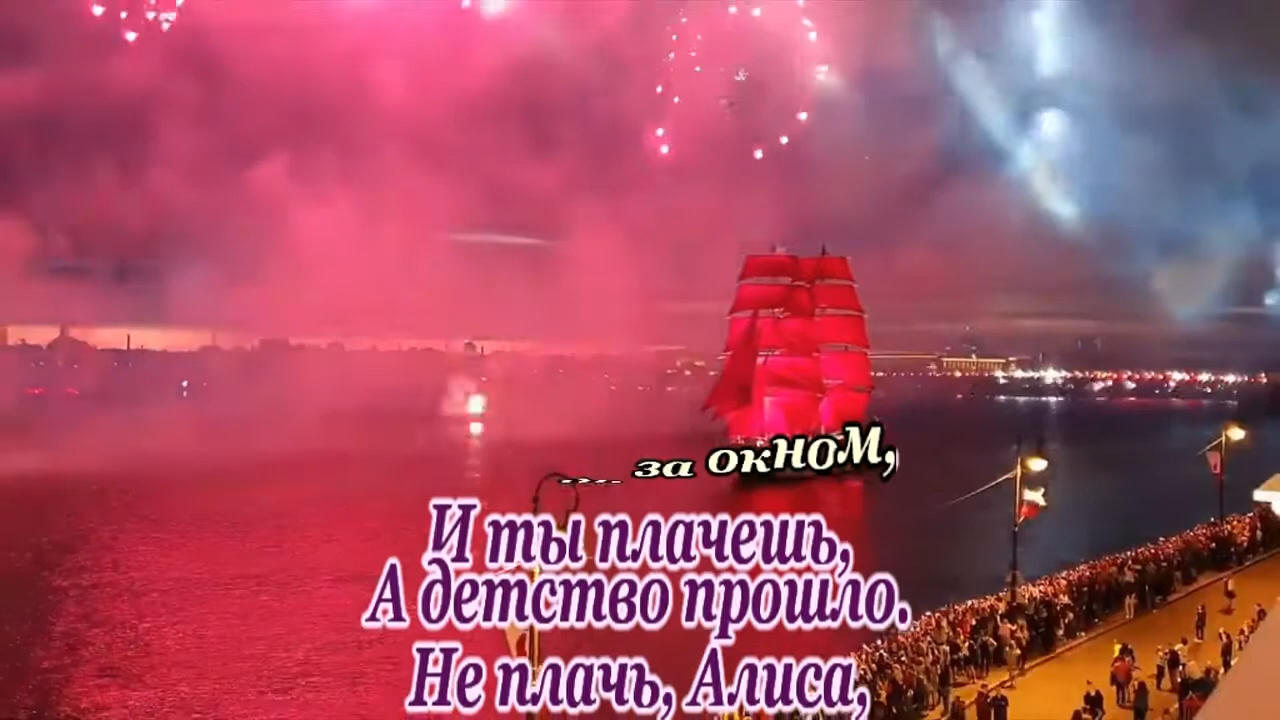 за окном,
И ты плачешь,
А детство прошло.
Не плачь, Алиса,